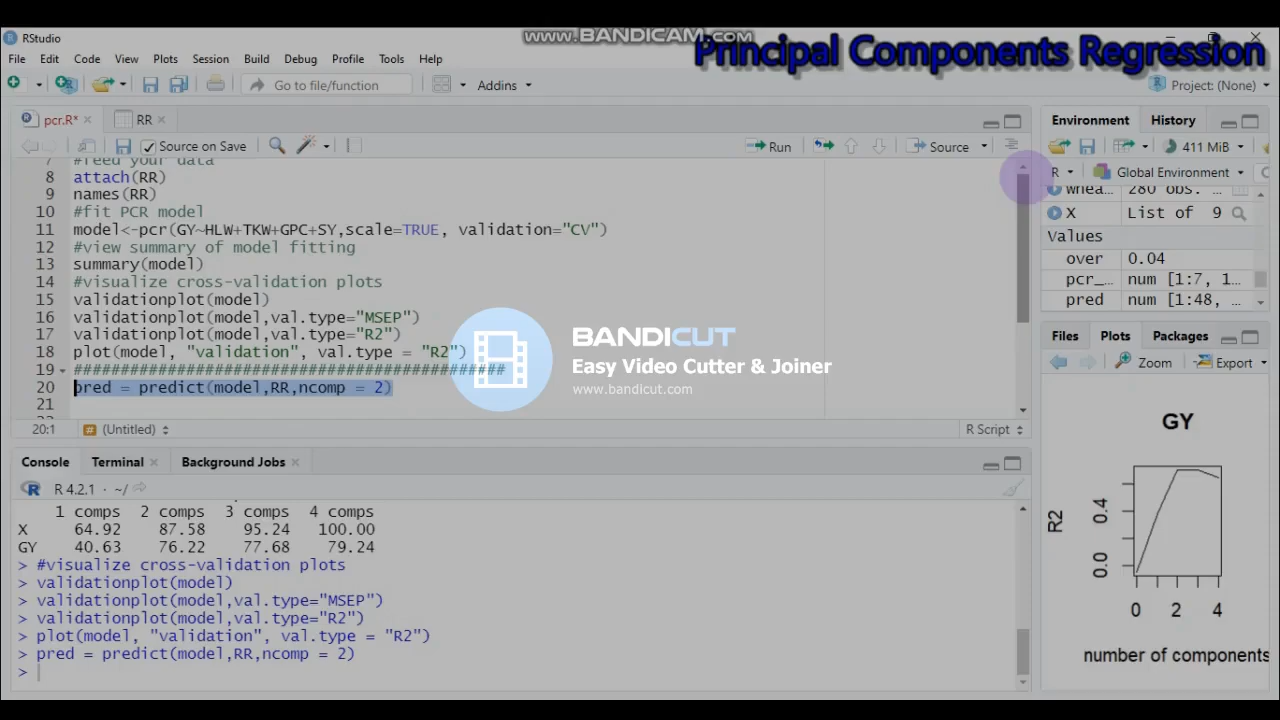 RStudio
www.BANDICAM.com
Principal Components Regression
File Edit Code View Plots Session Build Debug Profile Tools Help
Go to file/function
Addins
Project: (None)
pcr.R*
RR
Source on Save
Run
Source
7 #feed your data
8 attach(RR)
9 names(RR)
10 #fit PCR model
11 model<-pcr(GY~HLW+TKW+GPC+SY,scale=TRUE, validation="CV")
12 #view summary of model fitting
13 summary(model)
14 #visualize cross-validation plots
15 validationplot(model)
16 validationplot(model,val.type="MSEP")
17 validationplot(model,val.type="R2")
18 plot(model, "validation", val.type = "R2")
19 ##############################################
20 pred = predict(model,RR,ncomp = 2)
21
20:1 # (Untitled) R Script
BANDICUT
Easy Video Cutter & Joiner
www.bandicut.com
Console Terminal Background Jobs
R 4.2.1 · ~/
1 comps 2 comps 3 comps 4 comps
X 64.92 87.58 95.24 100.00
GY 40.63 76.22 77.68 79.24
> #visualize cross-validation plots
> validationplot(model)
> validationplot(model,val.type="MSEP")
> validationplot(model,val.type="R2")
> plot(model, "validation", val.type = "R2")
> pred = predict(model,RR,ncomp = 2)
>
Environment History
411 MiB
R Global Environment
280 obs. …
X List of 9
Values
over 0.04
pcr_… num [1:7, 1…
pred num [1:48, …
Files Plots Packages
Zoom Export
GY
R2
0.0 0.4
0 2 4
number of components